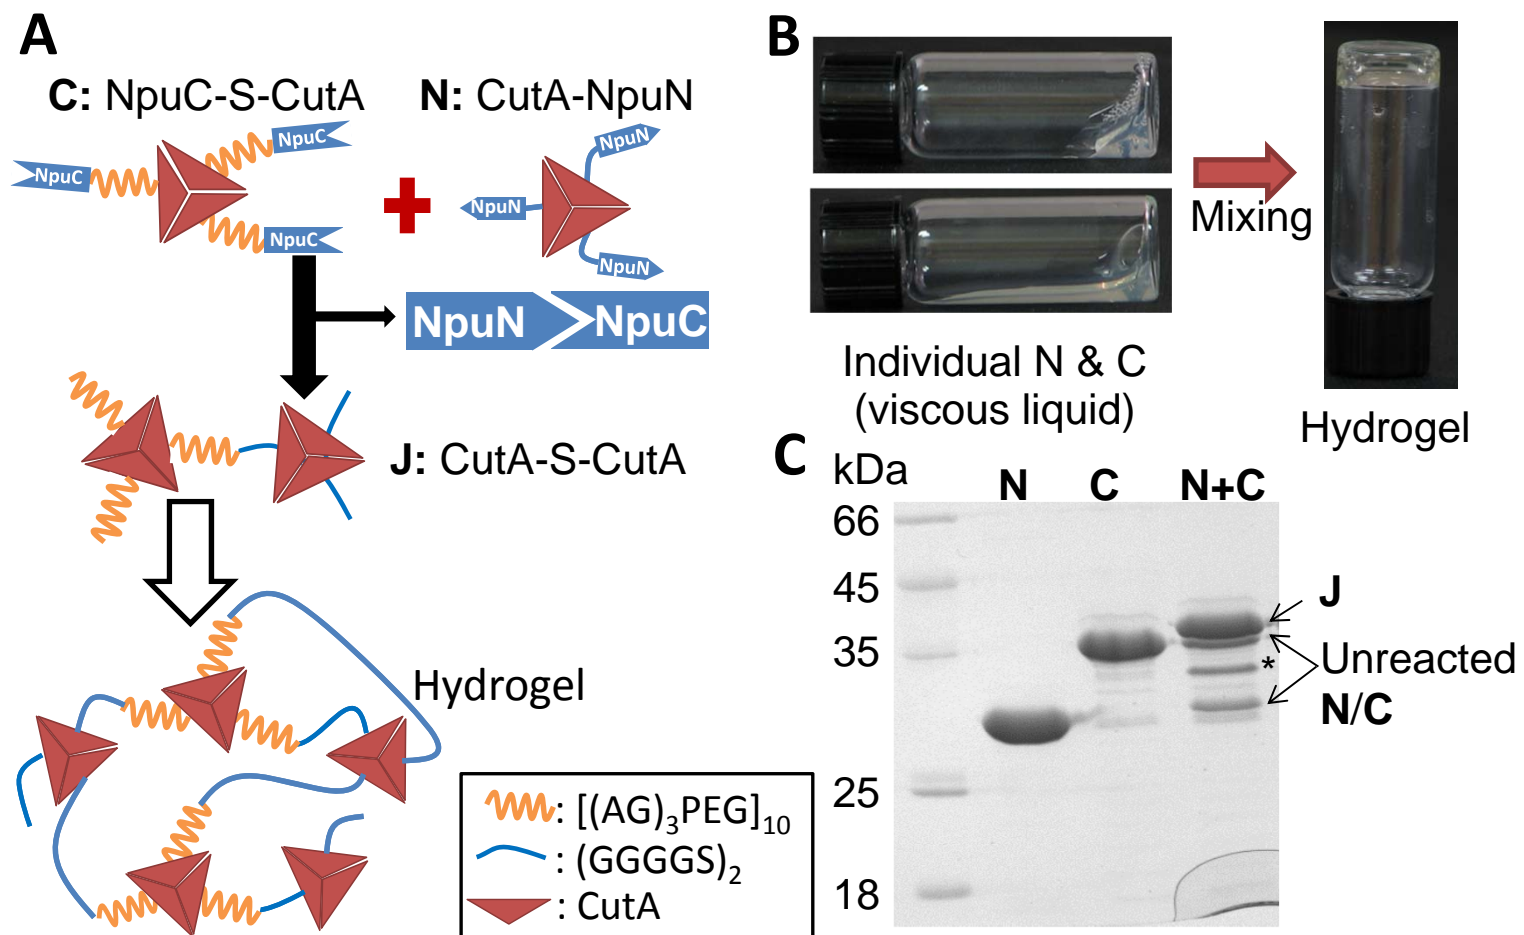 A
C: NpuC-S-CutA
N: CutA-NpuN
NpuC
NpuC
NpuC
NpuN
NpuN
NpuN
NpuN
NpuC
J: CutA-S-CutA
Hydrogel
: [(AG)3PEG]10
: (GGGGS)2
: CutA
B
Mixing
Individual N & C
(viscous liquid)
Hydrogel
C
kDa
N
C
N+C
66
45
35
25
18
J
*
Unreacted
N/C